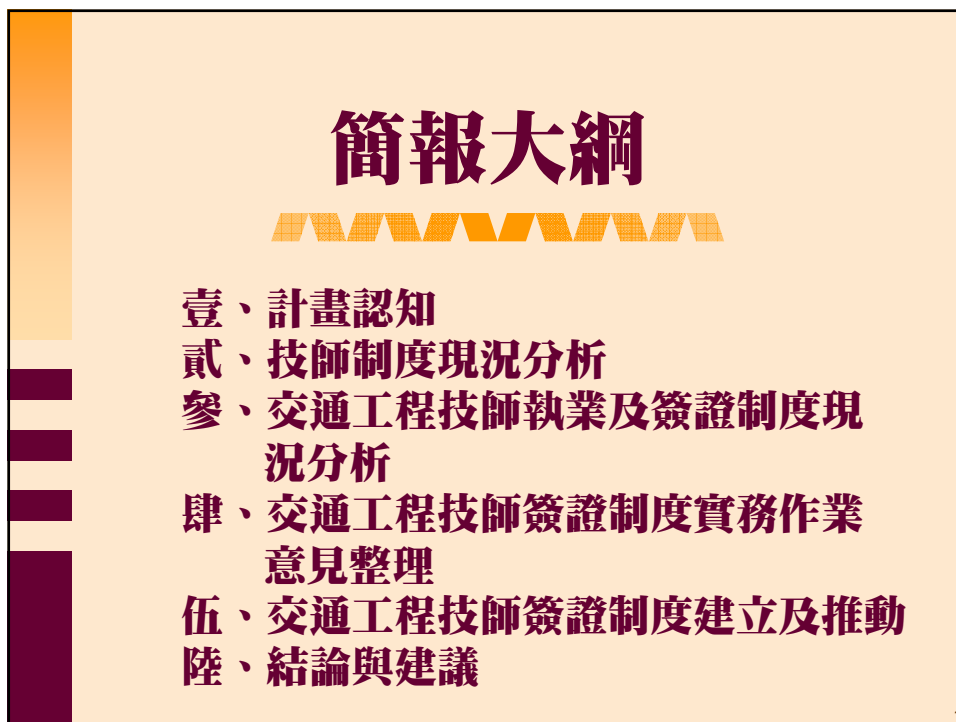 簡報大綱
壹、計畫認知
貳、技師制度現況分析
參、交通工程技師執業及簽證制度現
況分析
肆、交通工程技師簽證制度實務作業
意見整理
伍、交通工程技師簽證制度建立及推動
陸、結論與建議